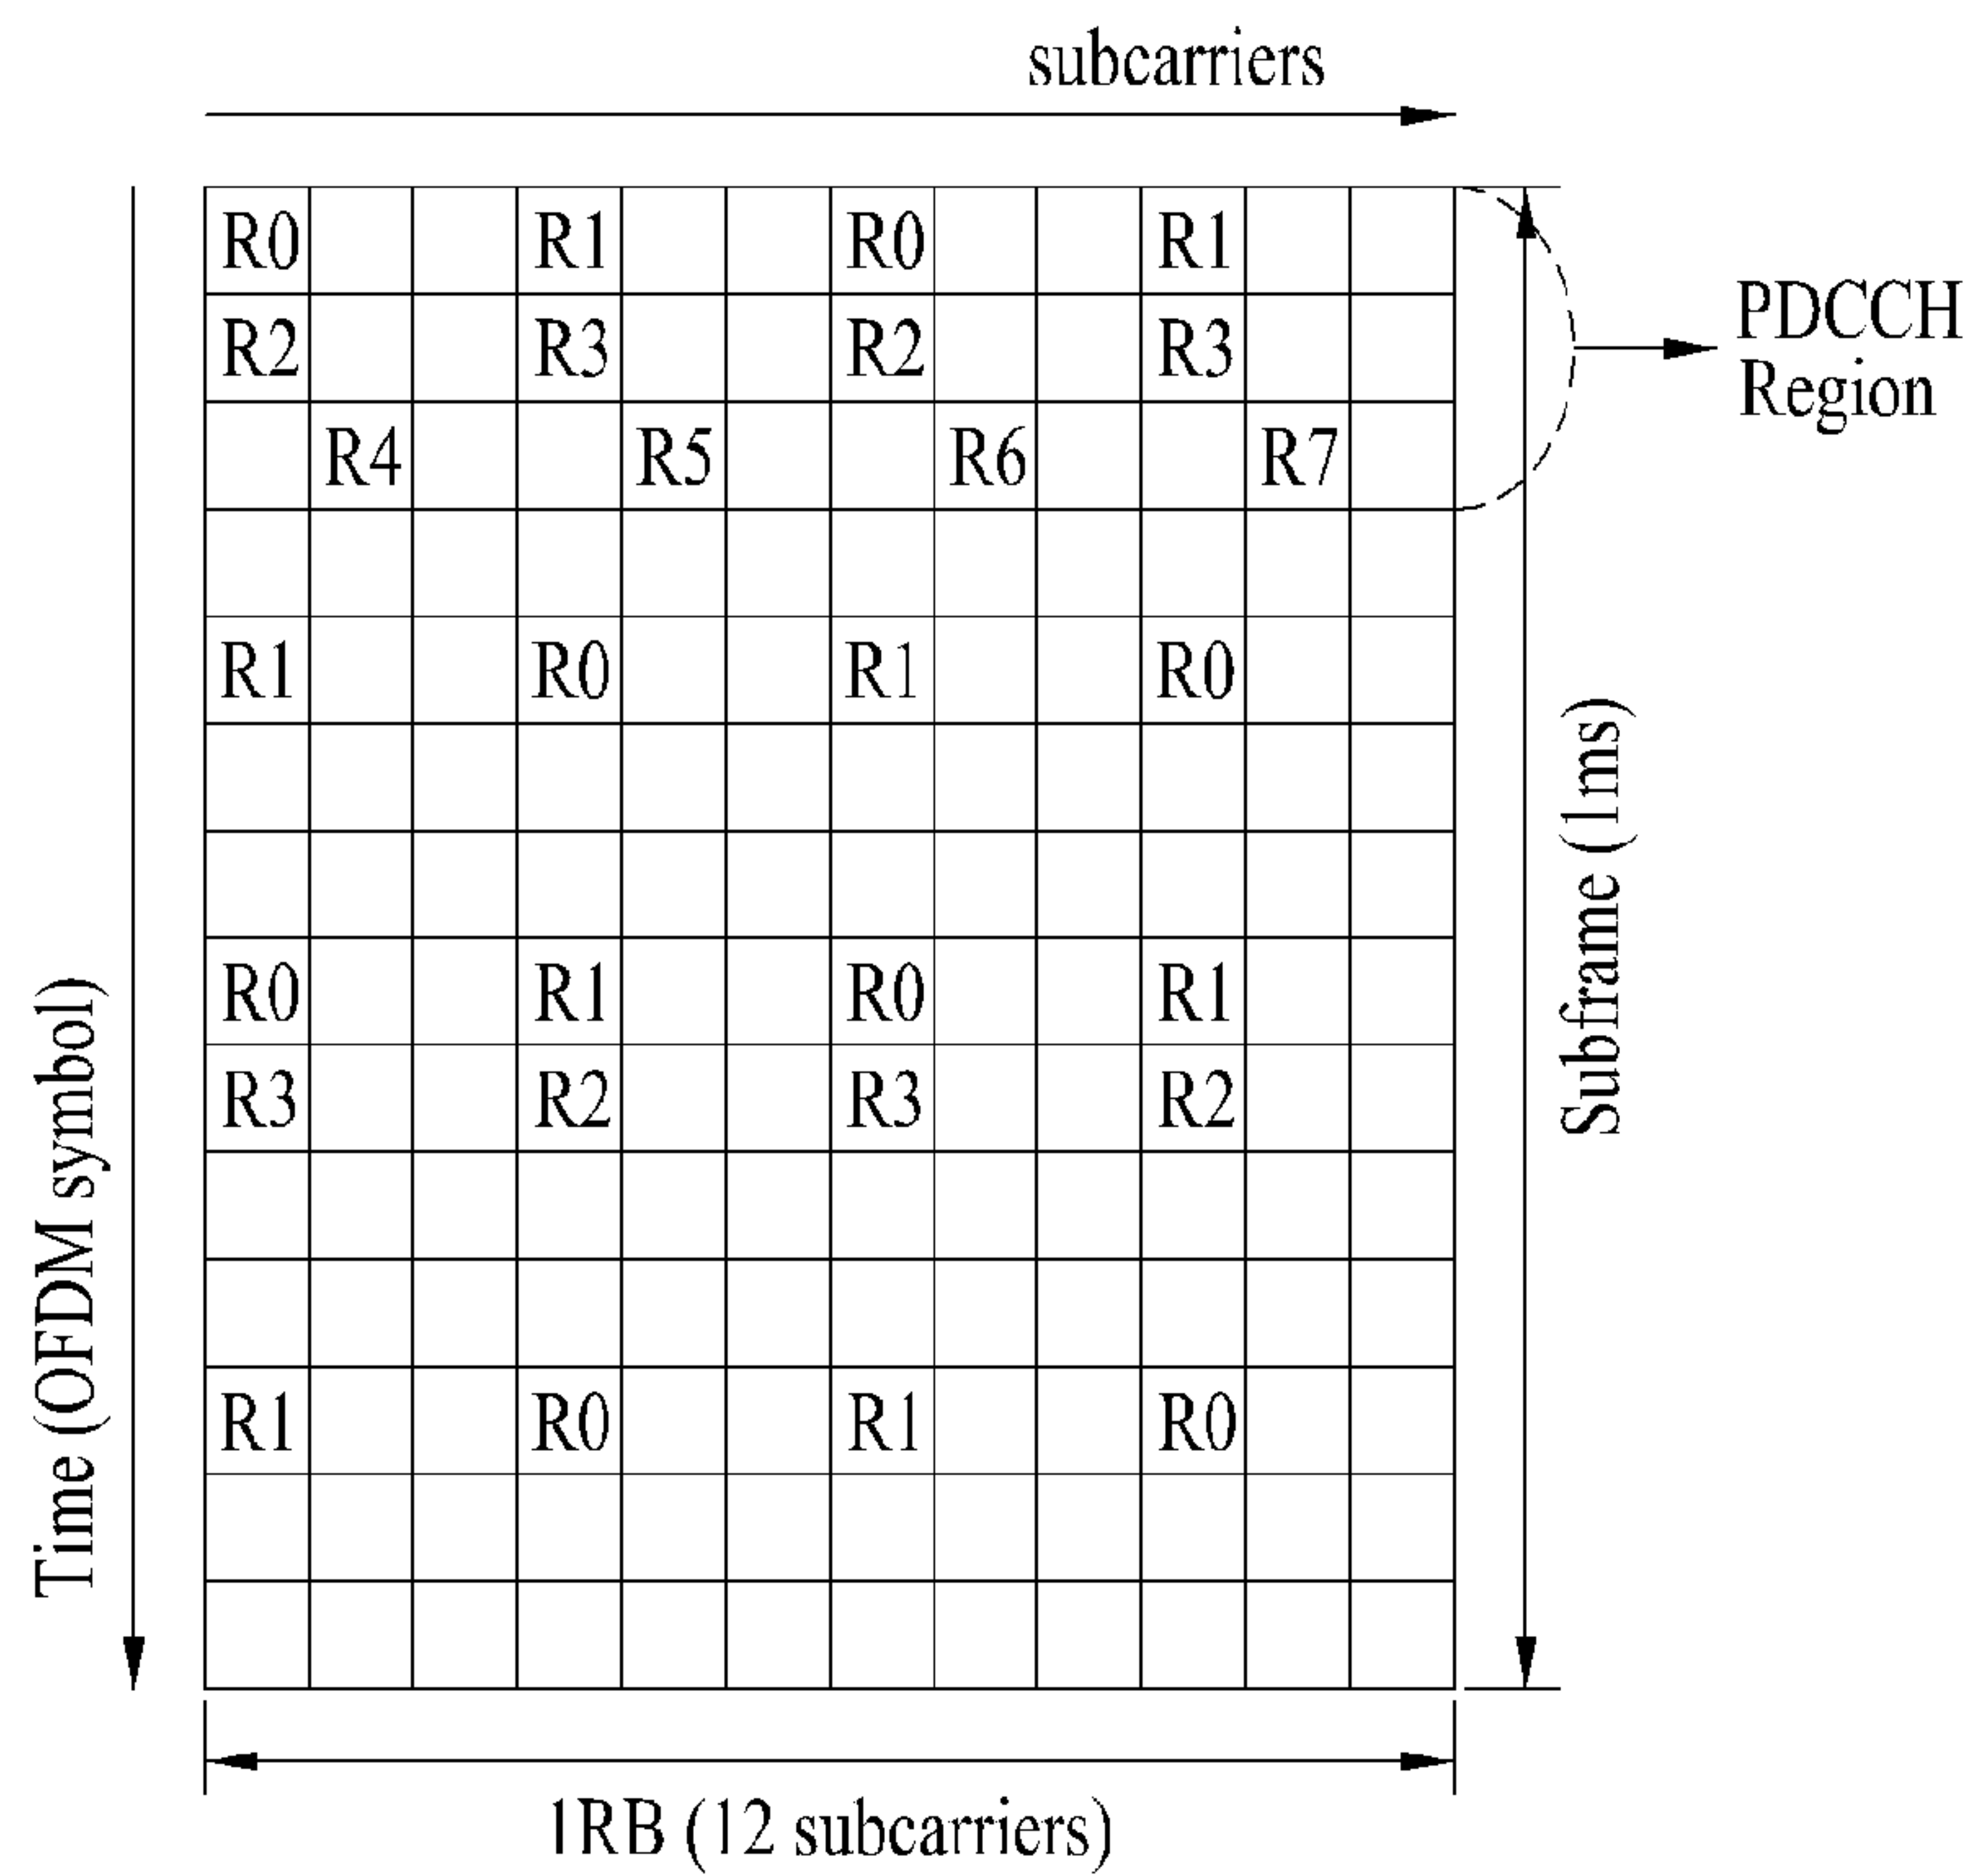 subcarriers
R0 R1 R0 R1
R2 R3 R2 R3
PDCCH
Region
R4 R5 R6 R7
R1 R0 R1 R0
R0 R1 R0 R1
R3 R2 R3 R2
R1 R0 R1 R0
Time (OFDM symbol)
Subframe (1ms)
1RB (12 subcarriers)